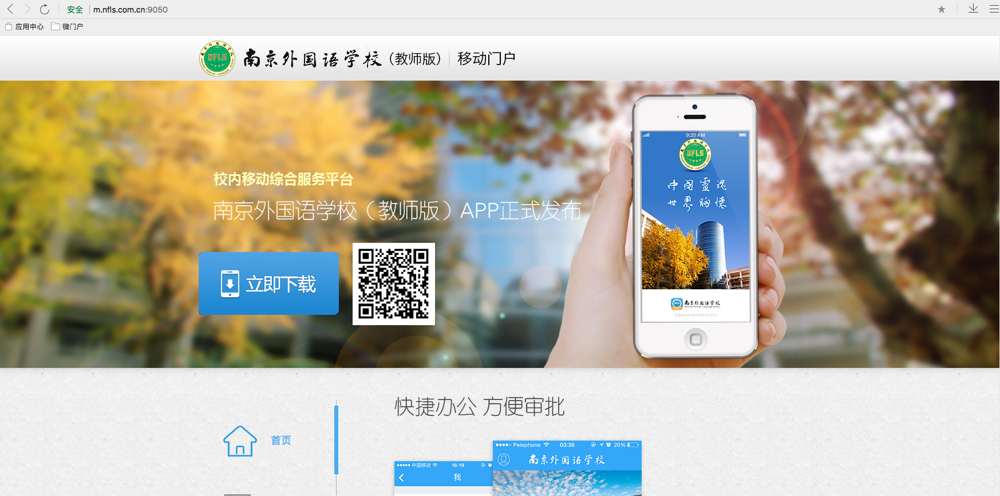 安全 m.nfls.com.cn:9050
应用中心 微门户
南京外国语学校（教师版） 移动门户
校内移动综合服务平台
南京外国语学校（教师版）APP正式发布
立即下载
9:20 AM
NFLS
中国灵魂
世界胸怀
南京外国语学校
Nanjing Foreign Language School
快捷办公 方便审批
首页
中国移动 16:19
我
Pelephone 03:36 20%
南京外国语学校